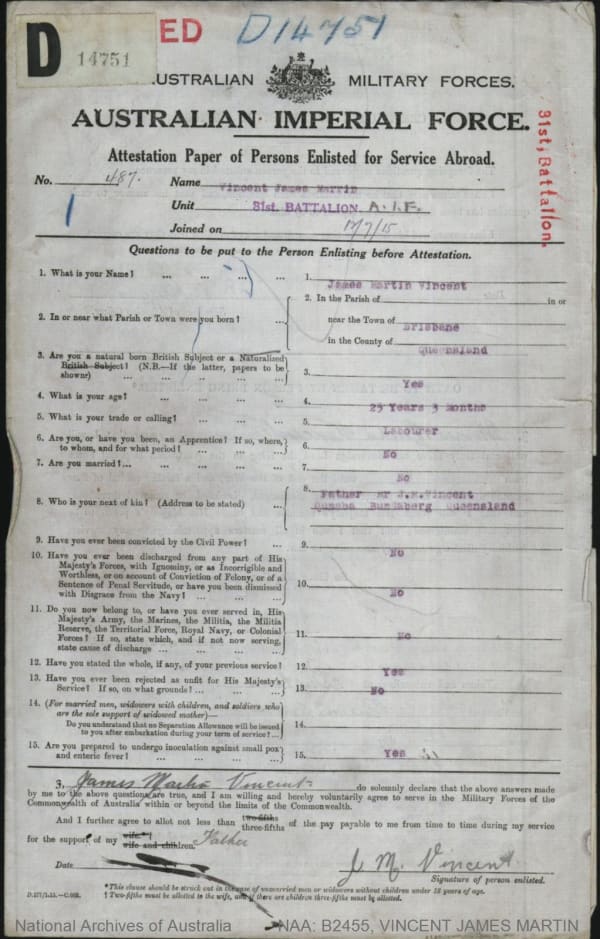 D 14751
ED
D14751
AUSTRALIAN MILITARY FORCES.
AUSTRALIAN IMPERIAL FORCE.
31st, Battalion.
Attestation Paper of Persons Enlisted for Service Abroad.
No. 487. Name Vincent James Martin
1
Unit 31st. BATTALION A.I.F.
Joined on 17/7/15
Questions to be put to the Person Enlisting before Attestation.
1. What is your Name? ... ... ... ... 1. James Martin Vincent
2. In or near what Parish or Town were you born? ... 2. In the Parish of in or
near the Town of Brisbane
in the County of Queensland
3. Are you a natural born British Subject or a Naturalized
British Subject? (N.B.—If the latter, papers to be
shown) ... ... ... ... 3. Yes
4. What is your age? ... ... ... ... 4. 25 Years 3 Months
5. What is your trade or calling? ... ... ... 5. Labourer
6. Are you, or have you been, an Apprentice? If so, where,
to whom, and for what period? ... ... ... 6. No
7. Are you married? ... ... ... ... ... 7. No
8. Who is your next of kin? (Address to be stated) ... 8. Father Mr J.M.Vincent
Qunaba Bundaberg Queensland
9. Have you ever been convicted by the Civil Power? ... 9. No
10. Have you ever been discharged from any part of His
Majesty's Forces, with Ignominy, or as Incorrigible and
Worthless, or on account of Conviction of Felony, or of a
Sentence of Penal Servitude, or have you been dismissed
with Disgrace from the Navy? ... ... ... 10. No
11. Do you now belong to, or have you ever served in, His
Majesty's Army, the Marines, the Militia, the Militia
Reserve, the Territorial Force, Royal Navy, or Colonial
Forces? If so, state which, and if not now serving,
state cause of discharge ... ... ... ... 11. No
12. Have you stated the whole, if any, of your previous service? 12. Yes
13. Have you ever been rejected as unfit for His Majesty's
Service? If so, on what grounds? ... ... ... 13. No
14. (For married men, widowers with children, and soldiers who
are the sole support of widowed mother)—
Do you understand that no Separation Allowance will be issued
to you after embarkation during your term of service? ... 14.
15. Are you prepared to undergo inoculation against small pox
and enteric fever? ... ... ... ... 15. Yes
I, James Martin Vincent do solemnly declare that the above answers made
by me to the above questions are true, and I am willing and hereby voluntarily agree to serve in the Military Forces of the
Commonwealth of Australia within or beyond the limits of the Commonwealth.
And I further agree to allot not less than two-fifths
three-fifths of the pay payable to me from time to time during my service
for the support of my wife*†
wife and children. Father
Date
J M. Vincent
Signature of person enlisted.
D.177/1.15.—C.008. *This clause should be struck out in the case of unmarried men or widowers without children under 18 years of age.
† Two-fifths must be allotted to the wife, and if there are children three-fifths must be allotted.
National Archives of Australia NAA: B2455, VINCENT JAMES MARTIN